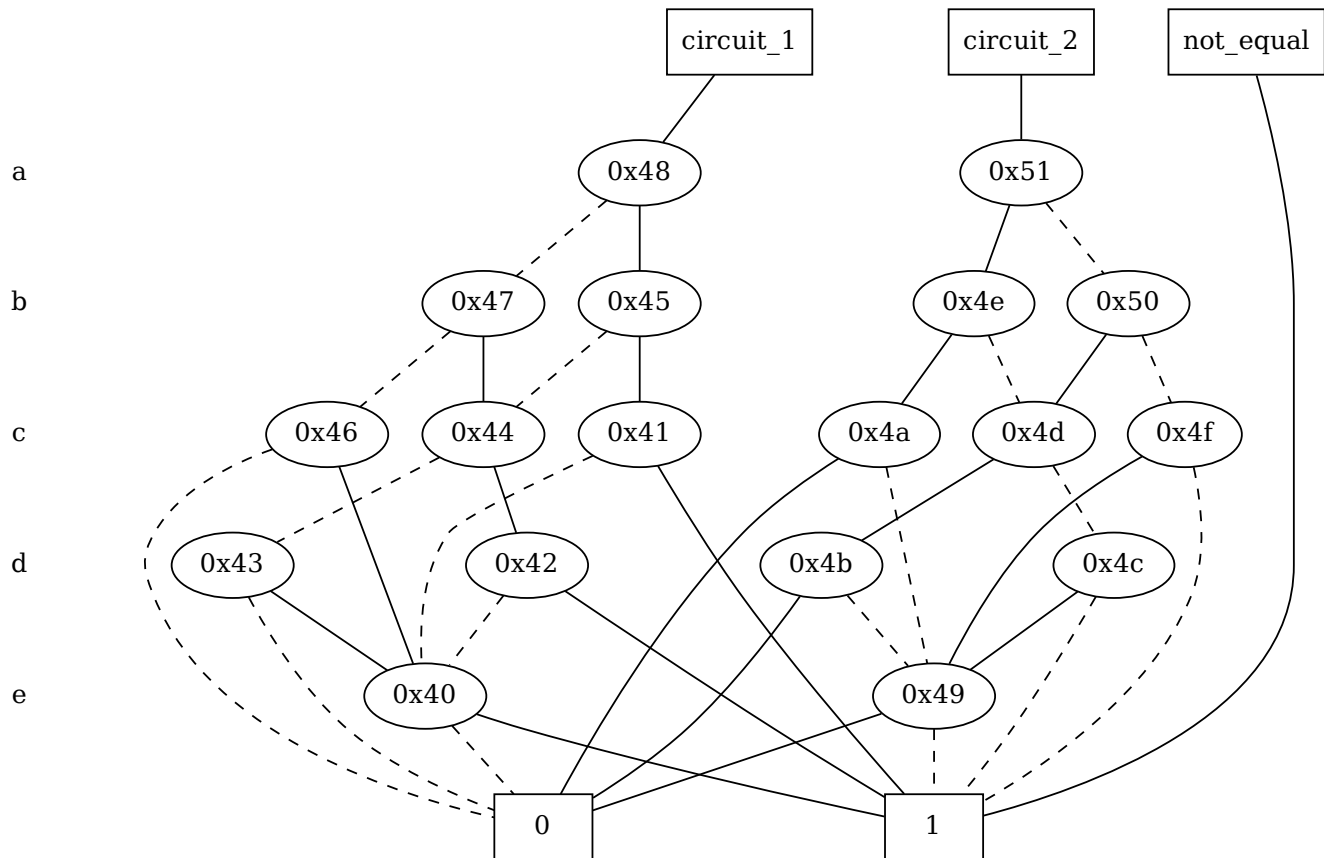 circuit_1 circuit_2 not_equal
a 0x48 0x51
b 0x47 0x45 0x4e 0x50
c 0x46 0x44 0x41 0x4a 0x4d 0x4f
d 0x43 0x42 0x4b 0x4c
e 0x40 0x49
0 1